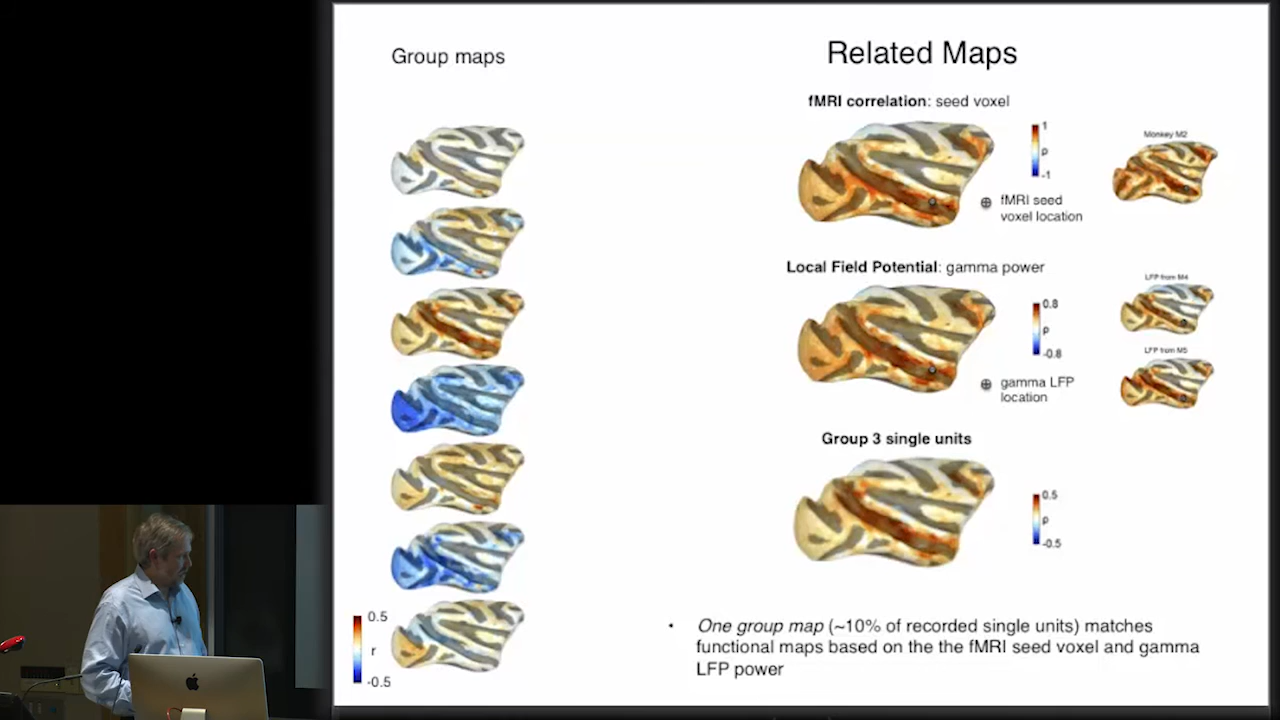 Group maps
Related Maps
fMRI correlation: seed voxel
1
ρ
-1
Monkey M2
fMRI seed
voxel location
Local Field Potential: gamma power
0.8
ρ
-0.8
LFP from M4
LFP from M5
gamma LFP
location
Group 3 single units
0.5
ρ
-0.5
0.5
r
-0.5
• One group map (~10% of recorded single units) matches
functional maps based on the the fMRI seed voxel and gamma
LFP power